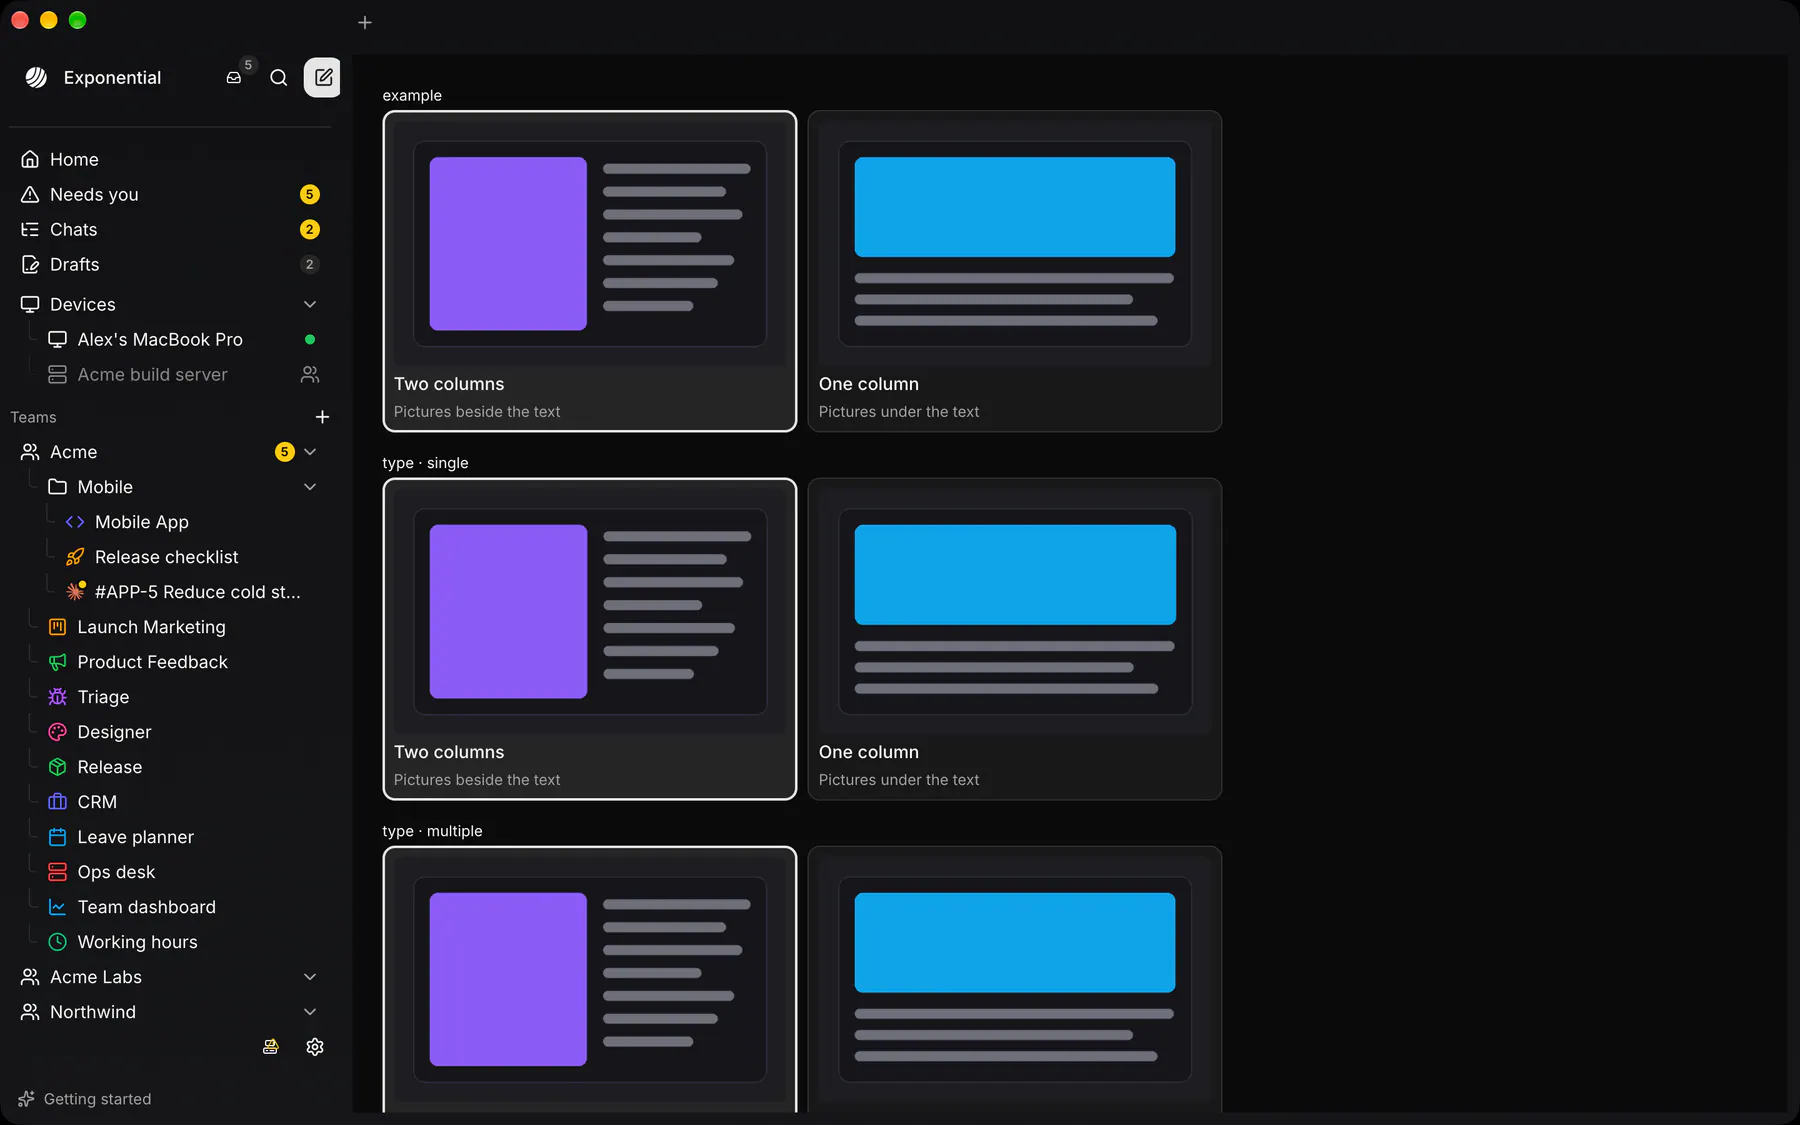 Exponential
5
Home
Needs you
5
Chats
2
Drafts
2
Devices
Alex's MacBook Pro
Acme build server
Teams
Acme
5
Mobile
Mobile App
Release checklist
#APP-5 Reduce cold st...
Launch Marketing
Product Feedback
Triage
Designer
Release
CRM
Leave planner
Ops desk
Team dashboard
Working hours
Acme Labs
Northwind
Getting started
example
Two columns
Pictures beside the text
One column
Pictures under the text
type · single
Two columns
Pictures beside the text
One column
Pictures under the text
type · multiple